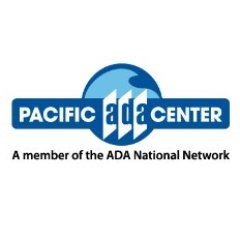 PACIFIC ada CENTER
A member of the ADA National Network